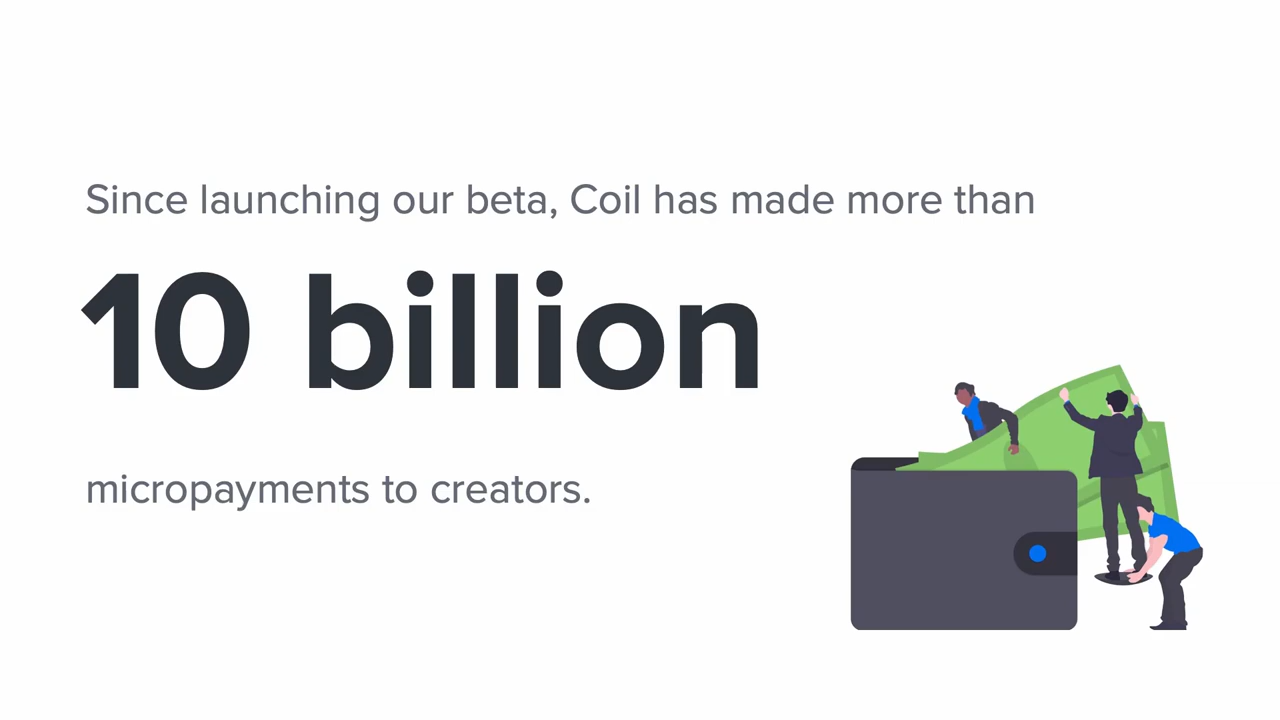 Since launching our beta, Coil has made more than
10 billion
micropayments to creators.